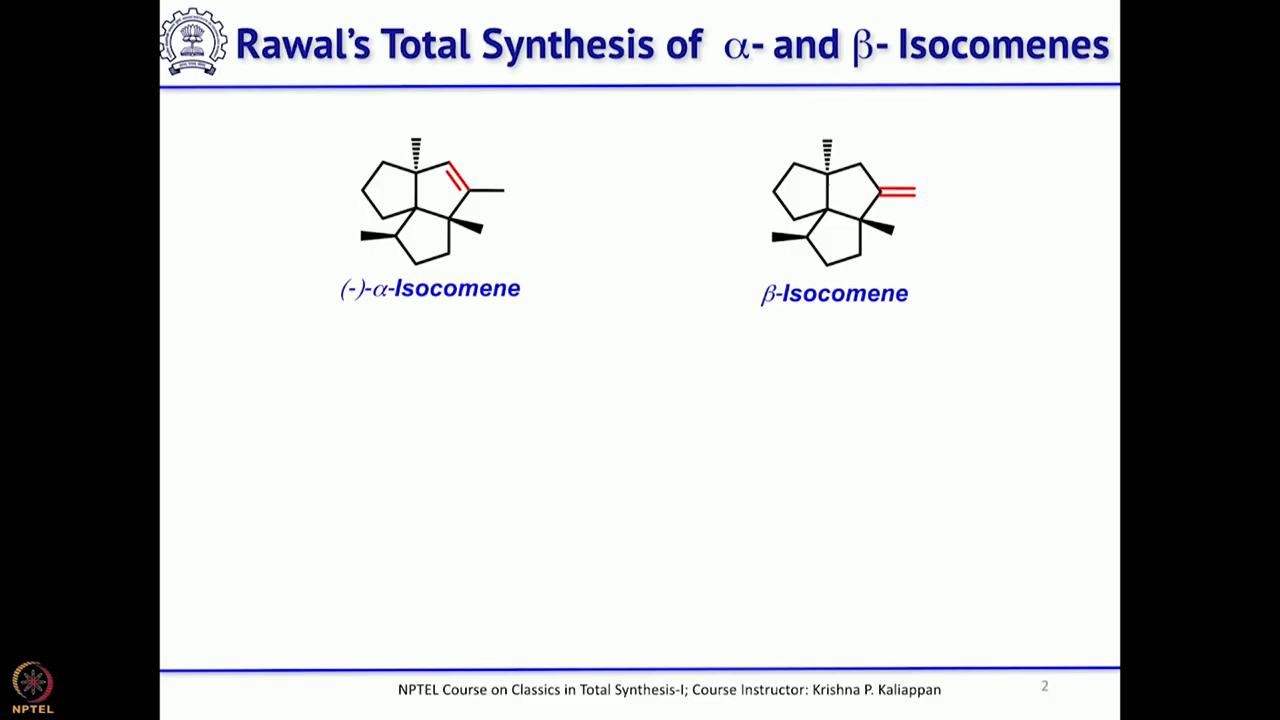 Rawal's Total Synthesis of α- and β- Isocomenes
(-)-α-Isocomene
β-Isocomene
NPTEL Course on Classics in Total Synthesis-I; Course Instructor: Krishna P. Kaliappan
2
NPTEL